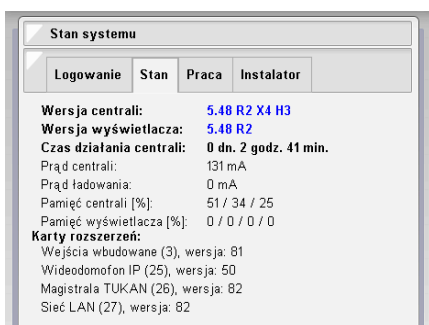 Stan systemu
Logowanie Stan Praca Instalator
Wersja centrali: 5.48 R2 X4 H3
Wersja wyświetlacza: 5.48 R2
Czas działania centrali: 0 dn. 2 godz. 41 min.
Prąd centrali: 131 mA
Prąd ładowania: 0 mA
Pamięć centrali [%]: 51 / 34 / 25
Pamięć wyświetlacza [%]: 0 / 0 / 0 / 0
Karty rozszerzeń:
Wejścia wbudowane (3), wersja: 81
Wideodomofon IP (25), wersja: 50
Magistrala TUKAN (26), wersja: 82
Sieć LAN (27), wersja: 82